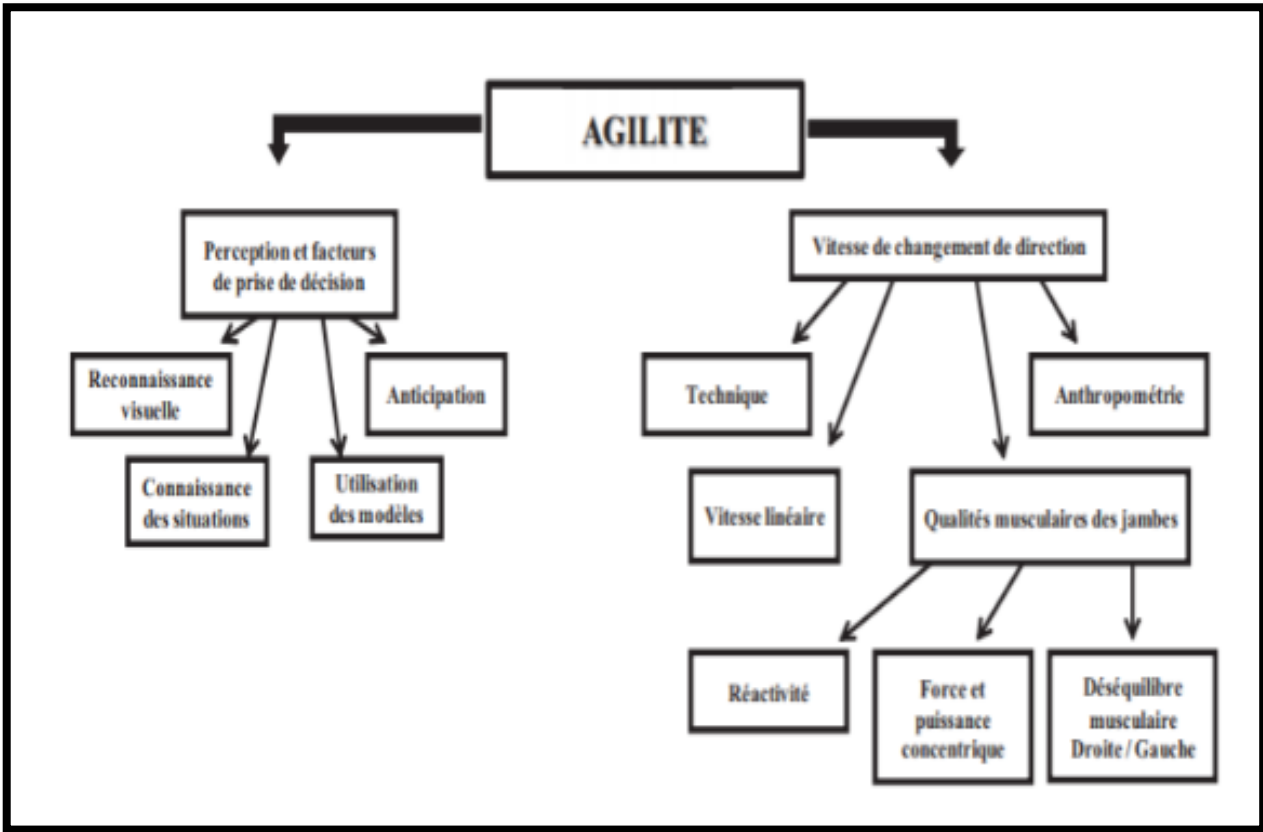 AGILITE
Perception et facteurs
de prise de décision
Vitesse de changement de direction
Reconnaissance
visuelle
Anticipation
Technique
Anthropométrie
Connaissance
des situations
Utilisation
des modèles
Vitesse linéaire
Qualités musculaires des jambes
Réactivité
Force et
puissance
concentrique
Déséquilibre
musculaire
Droite / Gauche